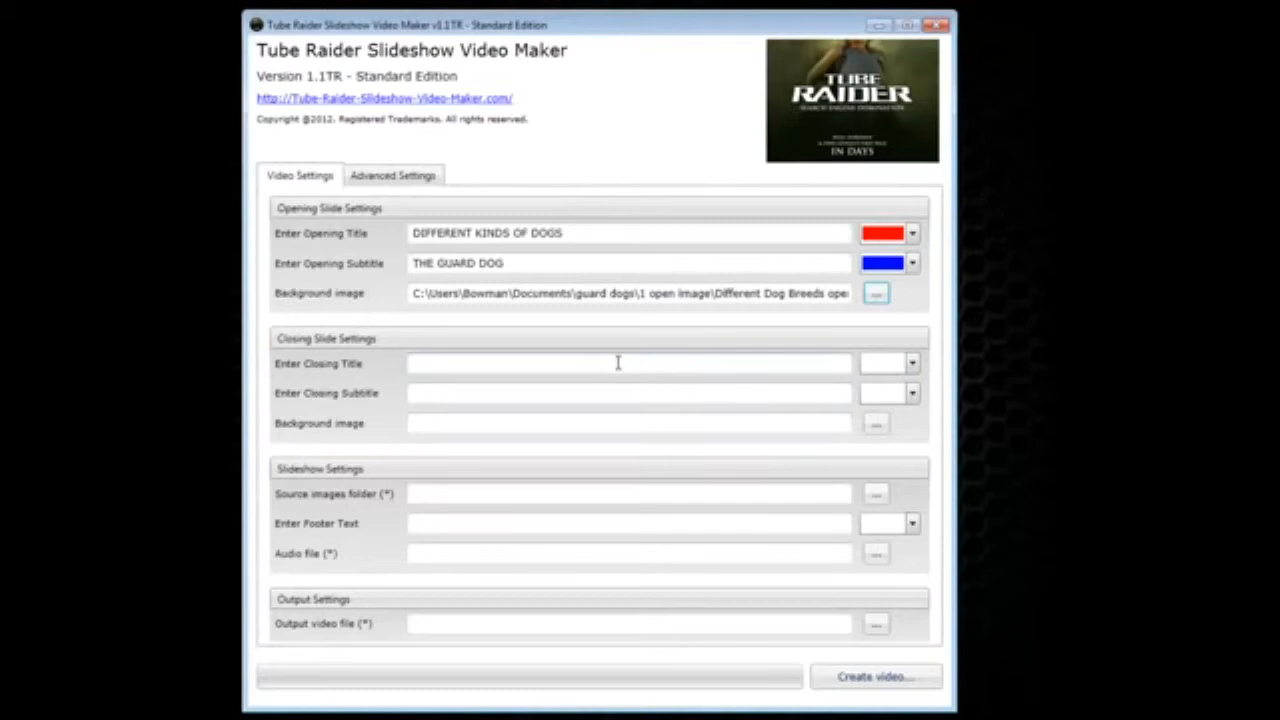 Tube Raider Slideshow Video Maker v1.1TR - Standard Edition
Tube Raider Slideshow Video Maker
Version 1.1TR - Standard Edition
http://Tube-Raider-Slideshow-Video-Maker.com/
Copyright @2012. Registered Trademarks. All rights reserved.
TUBE
RAIDER
SEARCH ENGINE DOMINATION
IN DAYS
Video Settings
Advanced Settings
Opening Slide Settings
Enter Opening Title DIFFERENT KINDS OF DOGS
Enter Opening Subtitle THE GUARD DOG
Background image C:\Users\Bowman\Documents\guard dogs\1 open image\Different Dog Breeds ope
...
Closing Slide Settings
Enter Closing Title
Enter Closing Subtitle
Background image ...
Slideshow Settings
Source images folder (*) ...
Enter Footer Text
Audio file (*) ...
Output Settings
Output video file (*) ...
Create video...